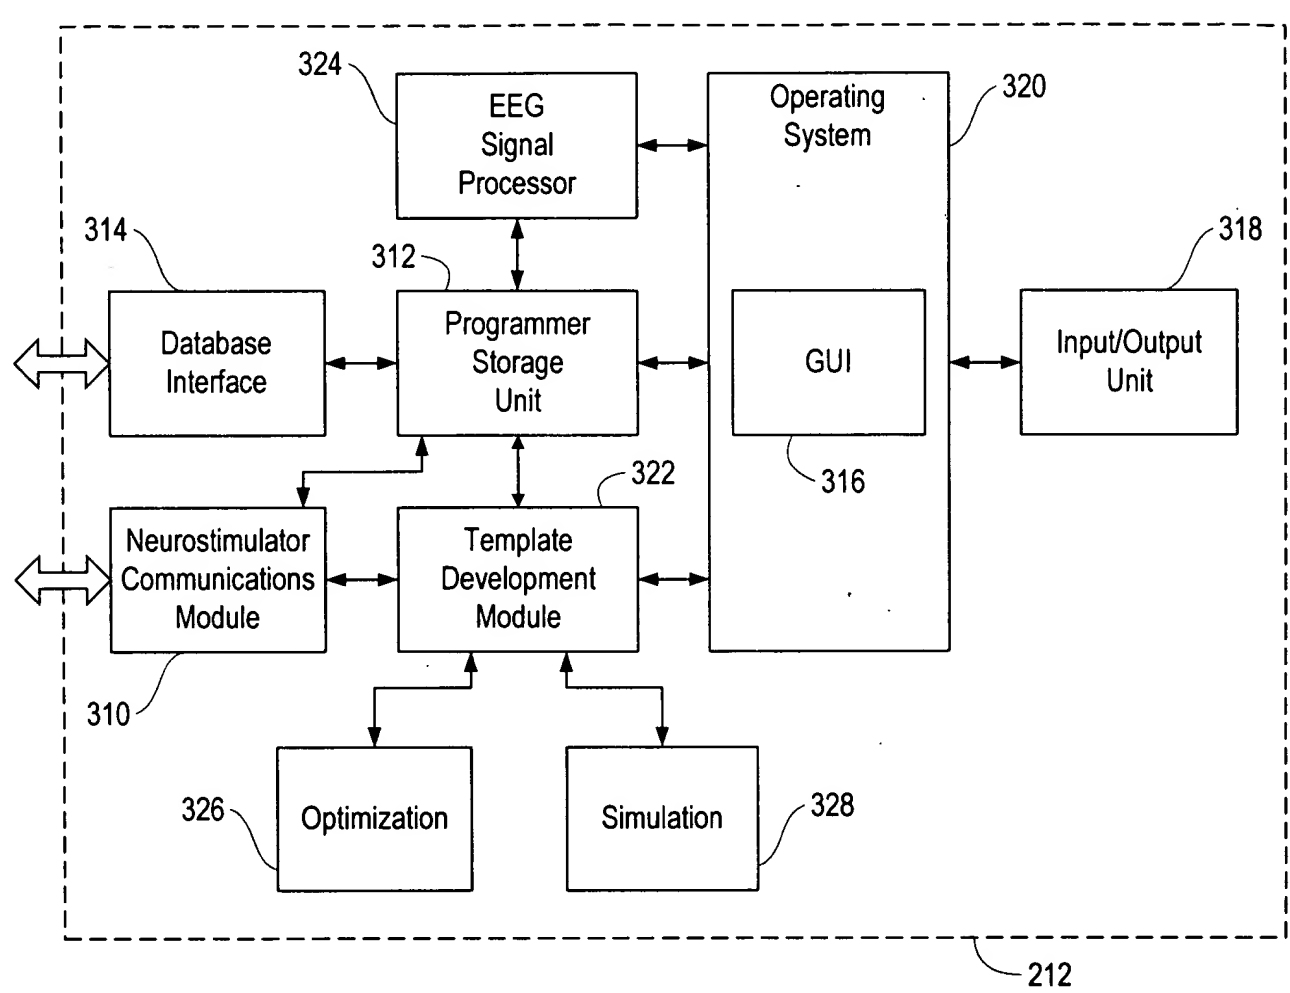 324
EEG
Signal
Processor
Operating
System
320
314
312
318
Database
Interface
Programmer
Storage
Unit
GUI
Input/Output
Unit
316
322
Neurostimulator
Communications
Module
Template
Development
Module
310
326
Optimization
Simulation
328
212